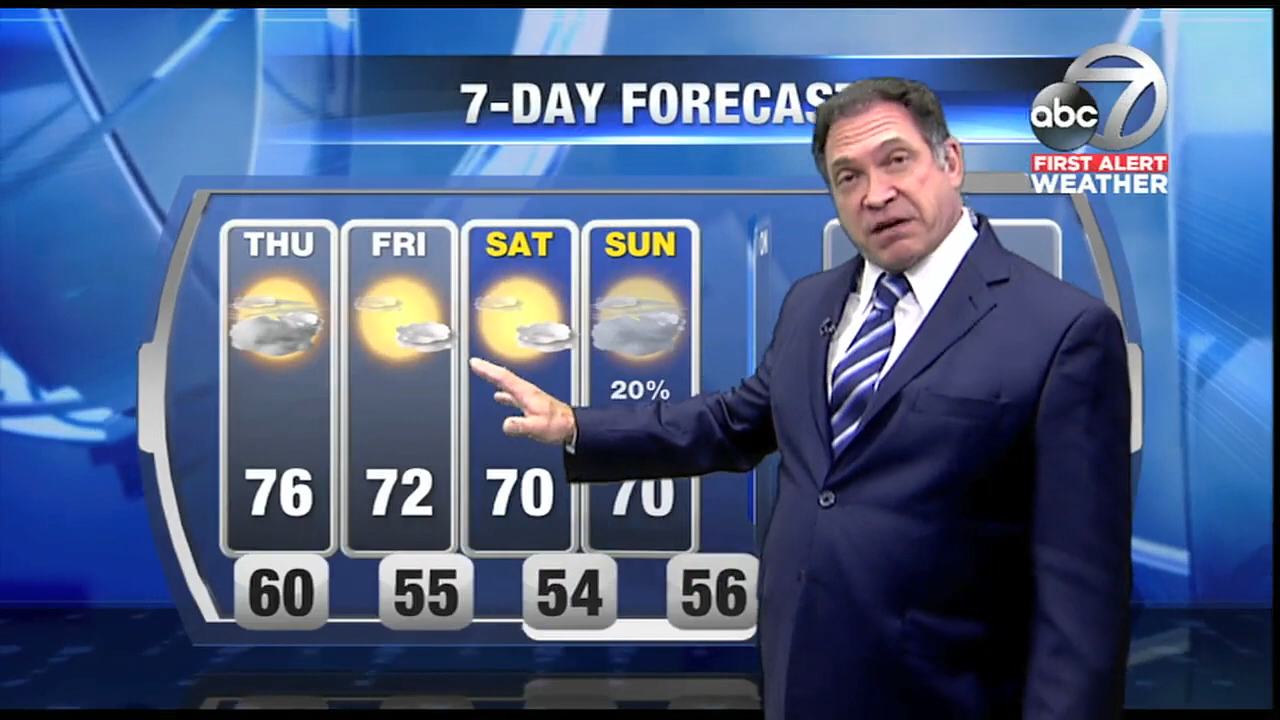 7-DAY FORECAST
abc 7
FIRST ALERT
WEATHER
THU FRI SAT SUN
20%
76 72 70 70
60 55 54 56